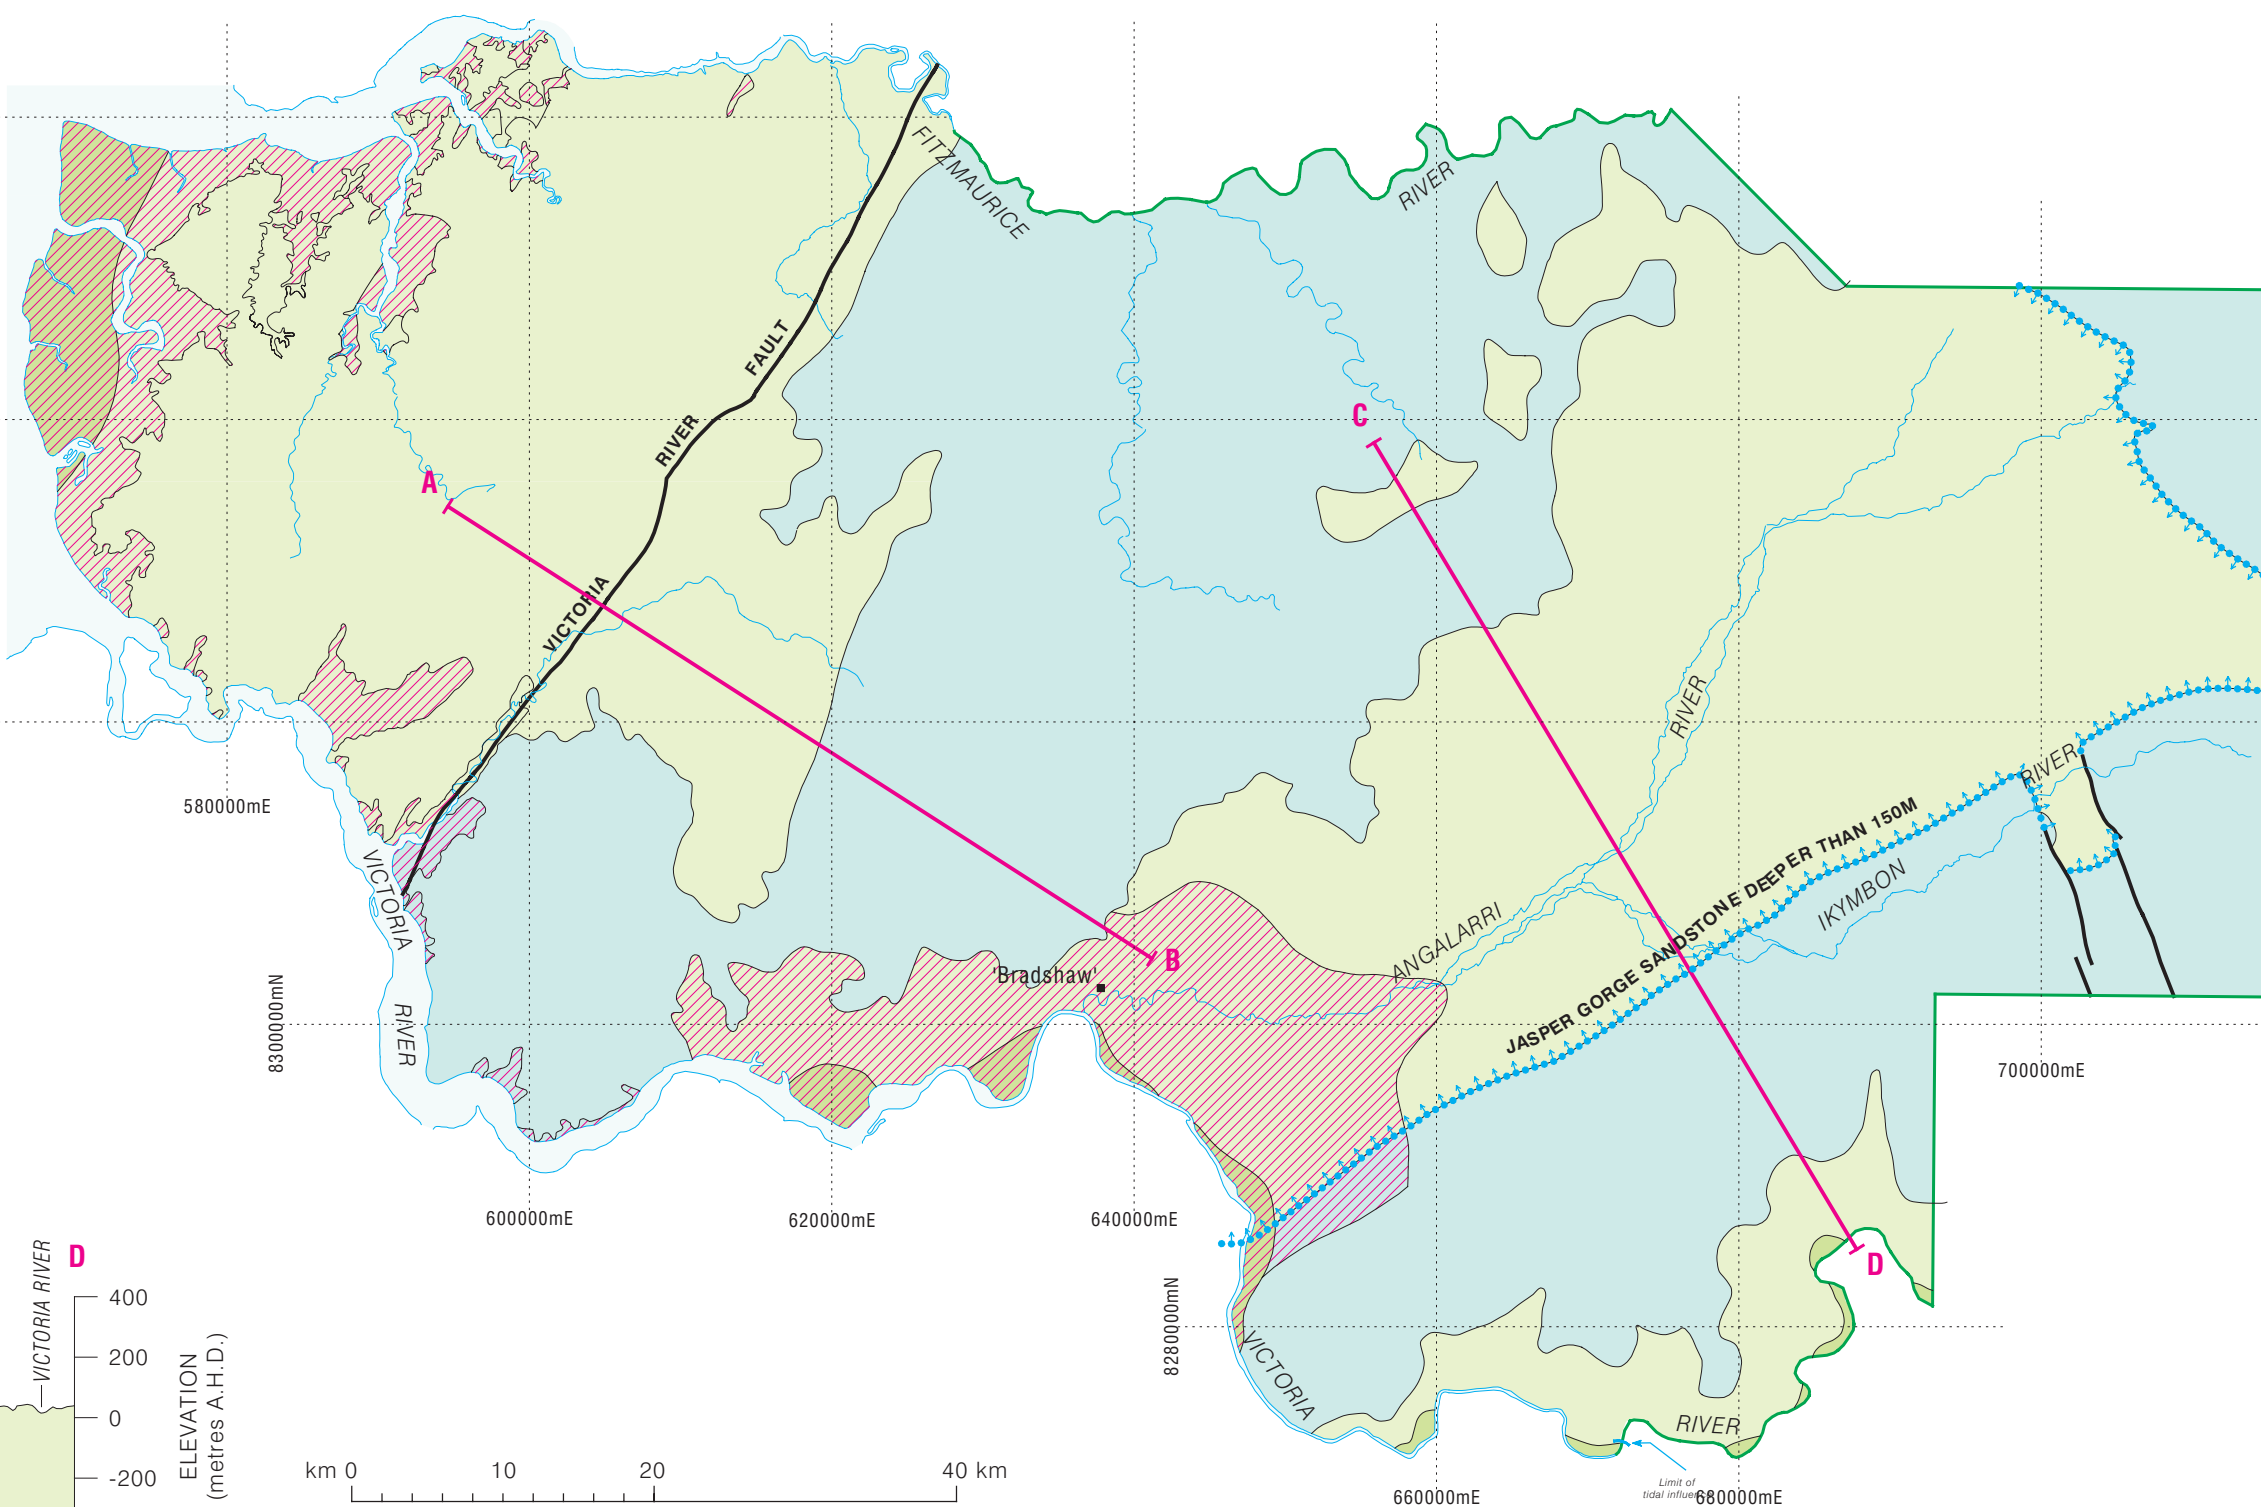 FITZMAURICE
RIVER
FAULT
RIVER
VICTORIA
A
C
RIVER
580000mE
RIVER
JASPER GORGE SANDSTONE DEEPER THAN 150M
IKYMBON
VICTORIA
RIVER
ANGALARRI
'Bradshaw'
B
8300000mN
700000mE
600000mE
620000mE
640000mE
D
D
VICTORIA RIVER
8280000mN
VICTORIA
400
200
0
-200
ELEVATION
(metres A.H.D.)
RIVER
km 0
10
20
40 km
Limit of
tidal influence
660000mE
680000mE